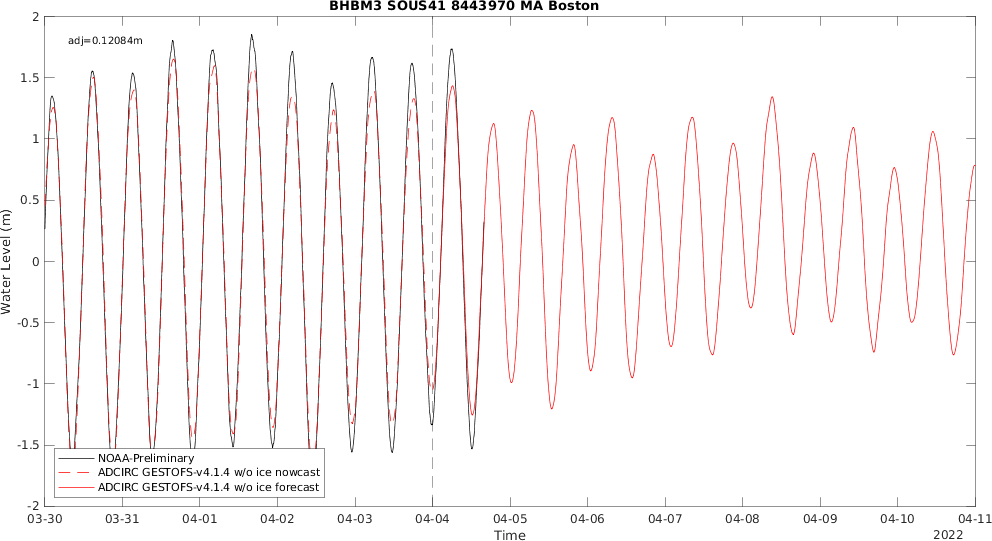 BHBM3 SOUS41 8443970 MA Boston
adj=0.12084m
2
1.5
1
0.5
0
-0.5
-1
-1.5
-2
Water Level (m)
NOAA-Preliminary
ADCIRC GESTOFS-v4.1.4 w/o ice nowcast
ADCIRC GESTOFS-v4.1.4 w/o ice forecast
03-30 03-31 04-01 04-02 04-03 04-04 04-05 04-06 04-07 04-08 04-09 04-10 04-11
Time
2022